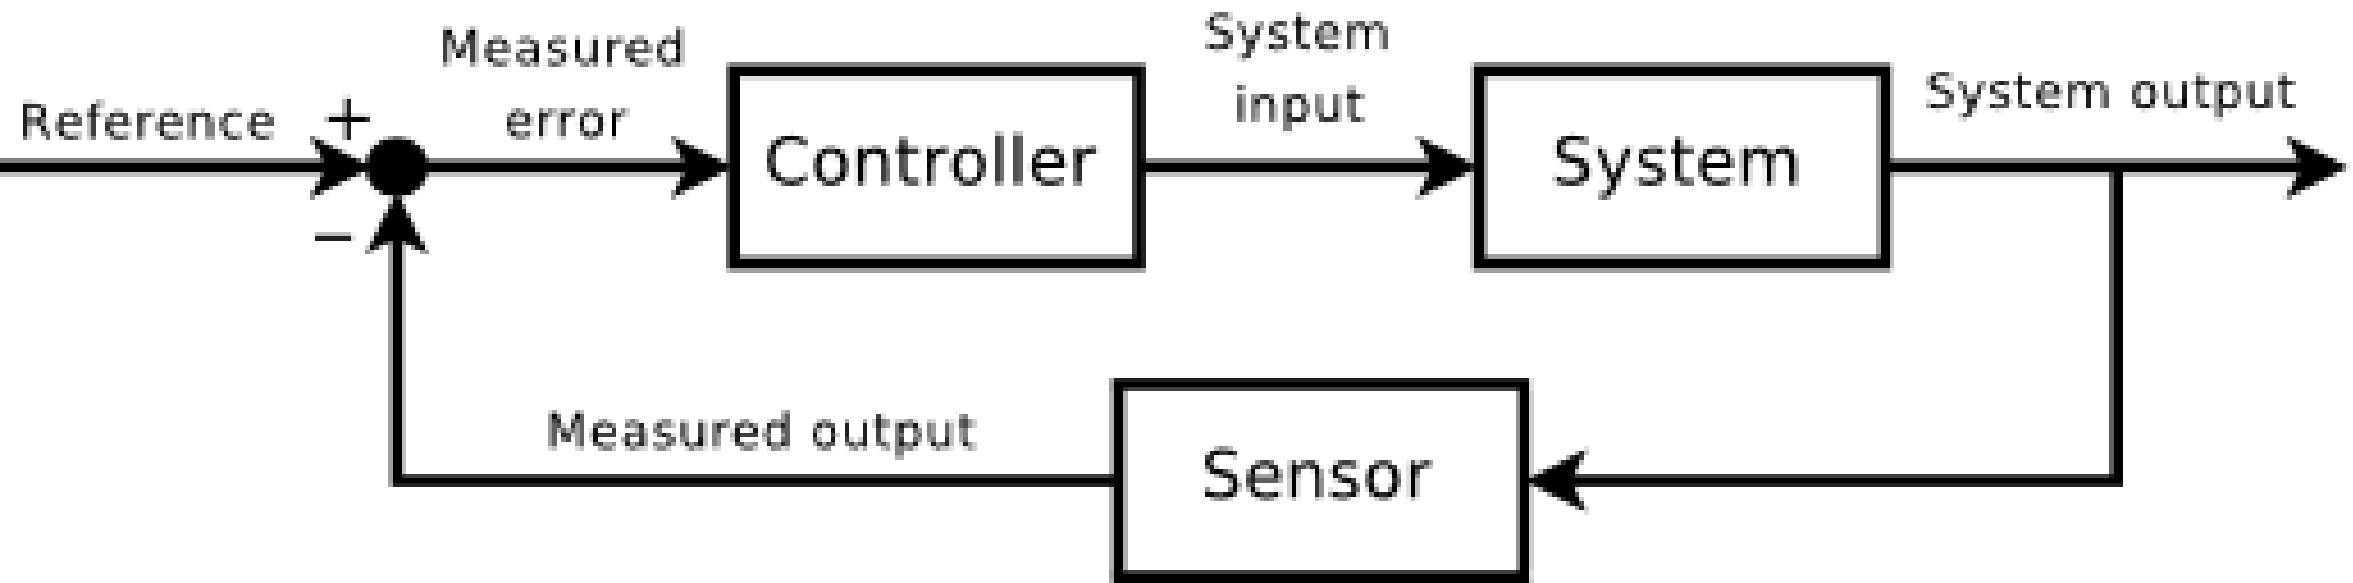 Reference
+
−
Measured
error
Controller
System
input
System
System output
Measured output
Sensor